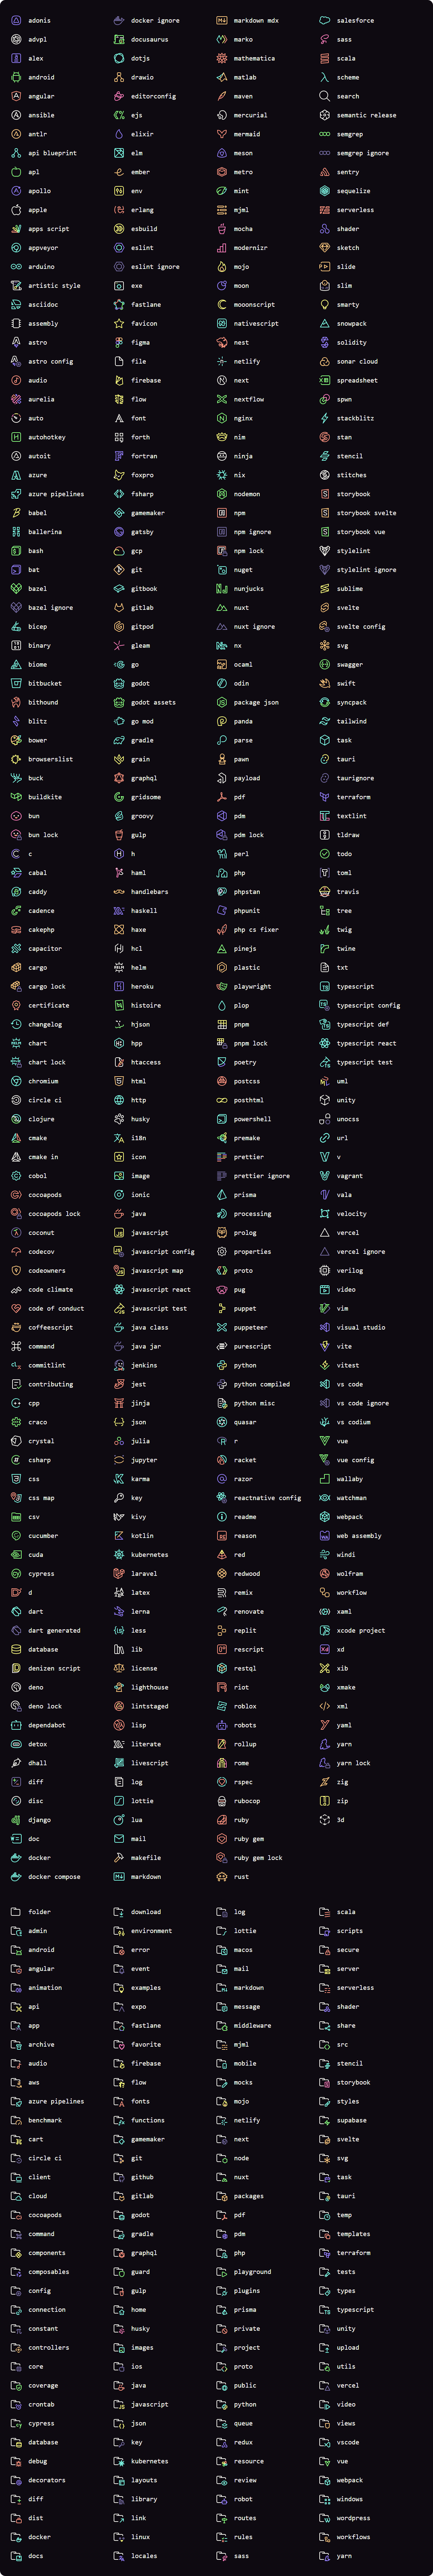 adonis
advpl
alex
android
angular
ansible
antlr
api blueprint
apl
apollo
apple
apps script
appveyor
arduino
artistic style
asciidoc
assembly
astro
astro config
audio
aurelia
auto
autohotkey
autoit
azure
azure pipelines
babel
ballerina
bash
bat
bazel
bazel ignore
bicep
binary
biome
bitbucket
bithound
blitz
bower
browserslist
buck
buildkite
bun
bun lock
c
cabal
caddy
cadence
cakephp
capacitor
cargo
cargo lock
certificate
changelog
chart
chart lock
chromium
circle ci
clojure
cmake
cmake in
cobol
cocoapods
cocoapods lock
coconut
codecov
codeowners
code climate
code of conduct
coffeescript
command
commitlint
contributing
cpp
craco
crystal
csharp
css
css map
csv
cucumber
cuda
cypress
d
dart
dart generated
database
denizen script
deno
deno lock
dependabot
detox
dhall
diff
disc
django
doc
docker
docker compose
docker ignore
docusaurus
dotjs
drawio
editorconfig
ejs
elixir
elm
ember
env
erlang
esbuild
eslint
eslint ignore
exe
fastlane
favicon
figma
file
firebase
flow
font
forth
fortran
foxpro
fsharp
gamemaker
gatsby
gcp
git
gitbook
gitlab
gitpod
gleam
go
godot
godot assets
go mod
gradle
grain
graphql
gridsome
groovy
gulp
h
haml
handlebars
haskell
haxe
hcl
helm
heroku
histoire
hjson
hpp
htaccess
html
http
husky
i18n
icon
image
ionic
java
javascript
javascript config
javascript map
javascript react
javascript test
java class
java jar
jenkins
jest
jinja
json
julia
jupyter
karma
key
kivy
kotlin
kubernetes
laravel
latex
lerna
less
lib
license
lighthouse
lintstaged
lisp
literate
livescript
log
lottie
lua
mail
makefile
markdown
markdown mdx
marko
mathematica
matlab
maven
mercurial
mermaid
meson
metro
mint
mjml
mocha
modernizr
mojo
moon
mooonscript
nativescript
nest
netlify
next
nextflow
nginx
nim
ninja
nix
nodemon
npm
npm ignore
npm lock
nuget
nunjucks
nuxt
nuxt ignore
nx
ocaml
odin
package json
panda
parse
pawn
payload
pdf
pdm
pdm lock
perl
php
phpstan
phpunit
php cs fixer
pinejs
plastic
playwright
plop
pnpm
pnpm lock
poetry
postcss
posthtml
powershell
premake
prettier
prettier ignore
prisma
processing
prolog
properties
proto
pug
puppet
puppeteer
purescript
python
python compiled
python misc
quasar
r
racket
razor
reactnative config
readme
reason
red
redwood
remix
renovate
replit
rescript
restql
riot
roblox
robots
rollup
rome
rspec
rubocop
ruby
ruby gem
ruby gem lock
rust
salesforce
sass
scala
scheme
search
semantic release
semgrep
semgrep ignore
sentry
sequelize
serverless
shader
sketch
slide
slim
smarty
snowpack
solidity
sonar cloud
spreadsheet
spwn
stackblitz
stan
stencil
stitches
storybook
storybook svelte
storybook vue
stylelint
stylelint ignore
sublime
svelte
svelte config
svg
swagger
swift
syncpack
tailwind
task
tauri
taurignore
terraform
textlint
tldraw
todo
toml
travis
tree
twig
twine
txt
typescript
typescript config
typescript def
typescript react
typescript test
uml
unity
unocss
url
v
vagrant
vala
velocity
vercel
vercel ignore
verilog
video
vim
visual studio
vite
vitest
vs code
vs code ignore
vs codium
vue
vue config
wallaby
watchman
webpack
web assembly
windi
wolfram
workflow
xaml
xcode project
xd
xib
xmake
xml
yaml
yarn
yarn lock
zig
zip
3d
folder
admin
android
angular
animation
api
app
archive
audio
aws
azure pipelines
benchmark
cart
circle ci
client
cloud
cocoapods
command
components
composables
config
connection
constant
controllers
core
coverage
crontab
cypress
database
debug
decorators
diff
dist
docker
docs
download
environment
error
event
examples
expo
fastlane
favorite
firebase
flow
fonts
functions
gamemaker
git
github
gitlab
godot
gradle
graphql
guard
gulp
home
husky
images
ios
java
javascript
json
key
kubernetes
layouts
library
link
linux
locales
log
lottie
macos
mail
markdown
message
middleware
mjml
mobile
mocks
mojo
netlify
next
node
nuxt
packages
pdf
pdm
php
playground
plugins
prisma
private
project
proto
public
python
queue
redux
resource
review
robot
routes
rules
sass
scala
scripts
secure
server
serverless
shader
share
src
stencil
storybook
styles
supabase
svelte
svg
task
tauri
temp
templates
terraform
tests
types
typescript
unity
upload
utils
vercel
video
views
vscode
vue
webpack
windows
wordpress
workflows
yarn